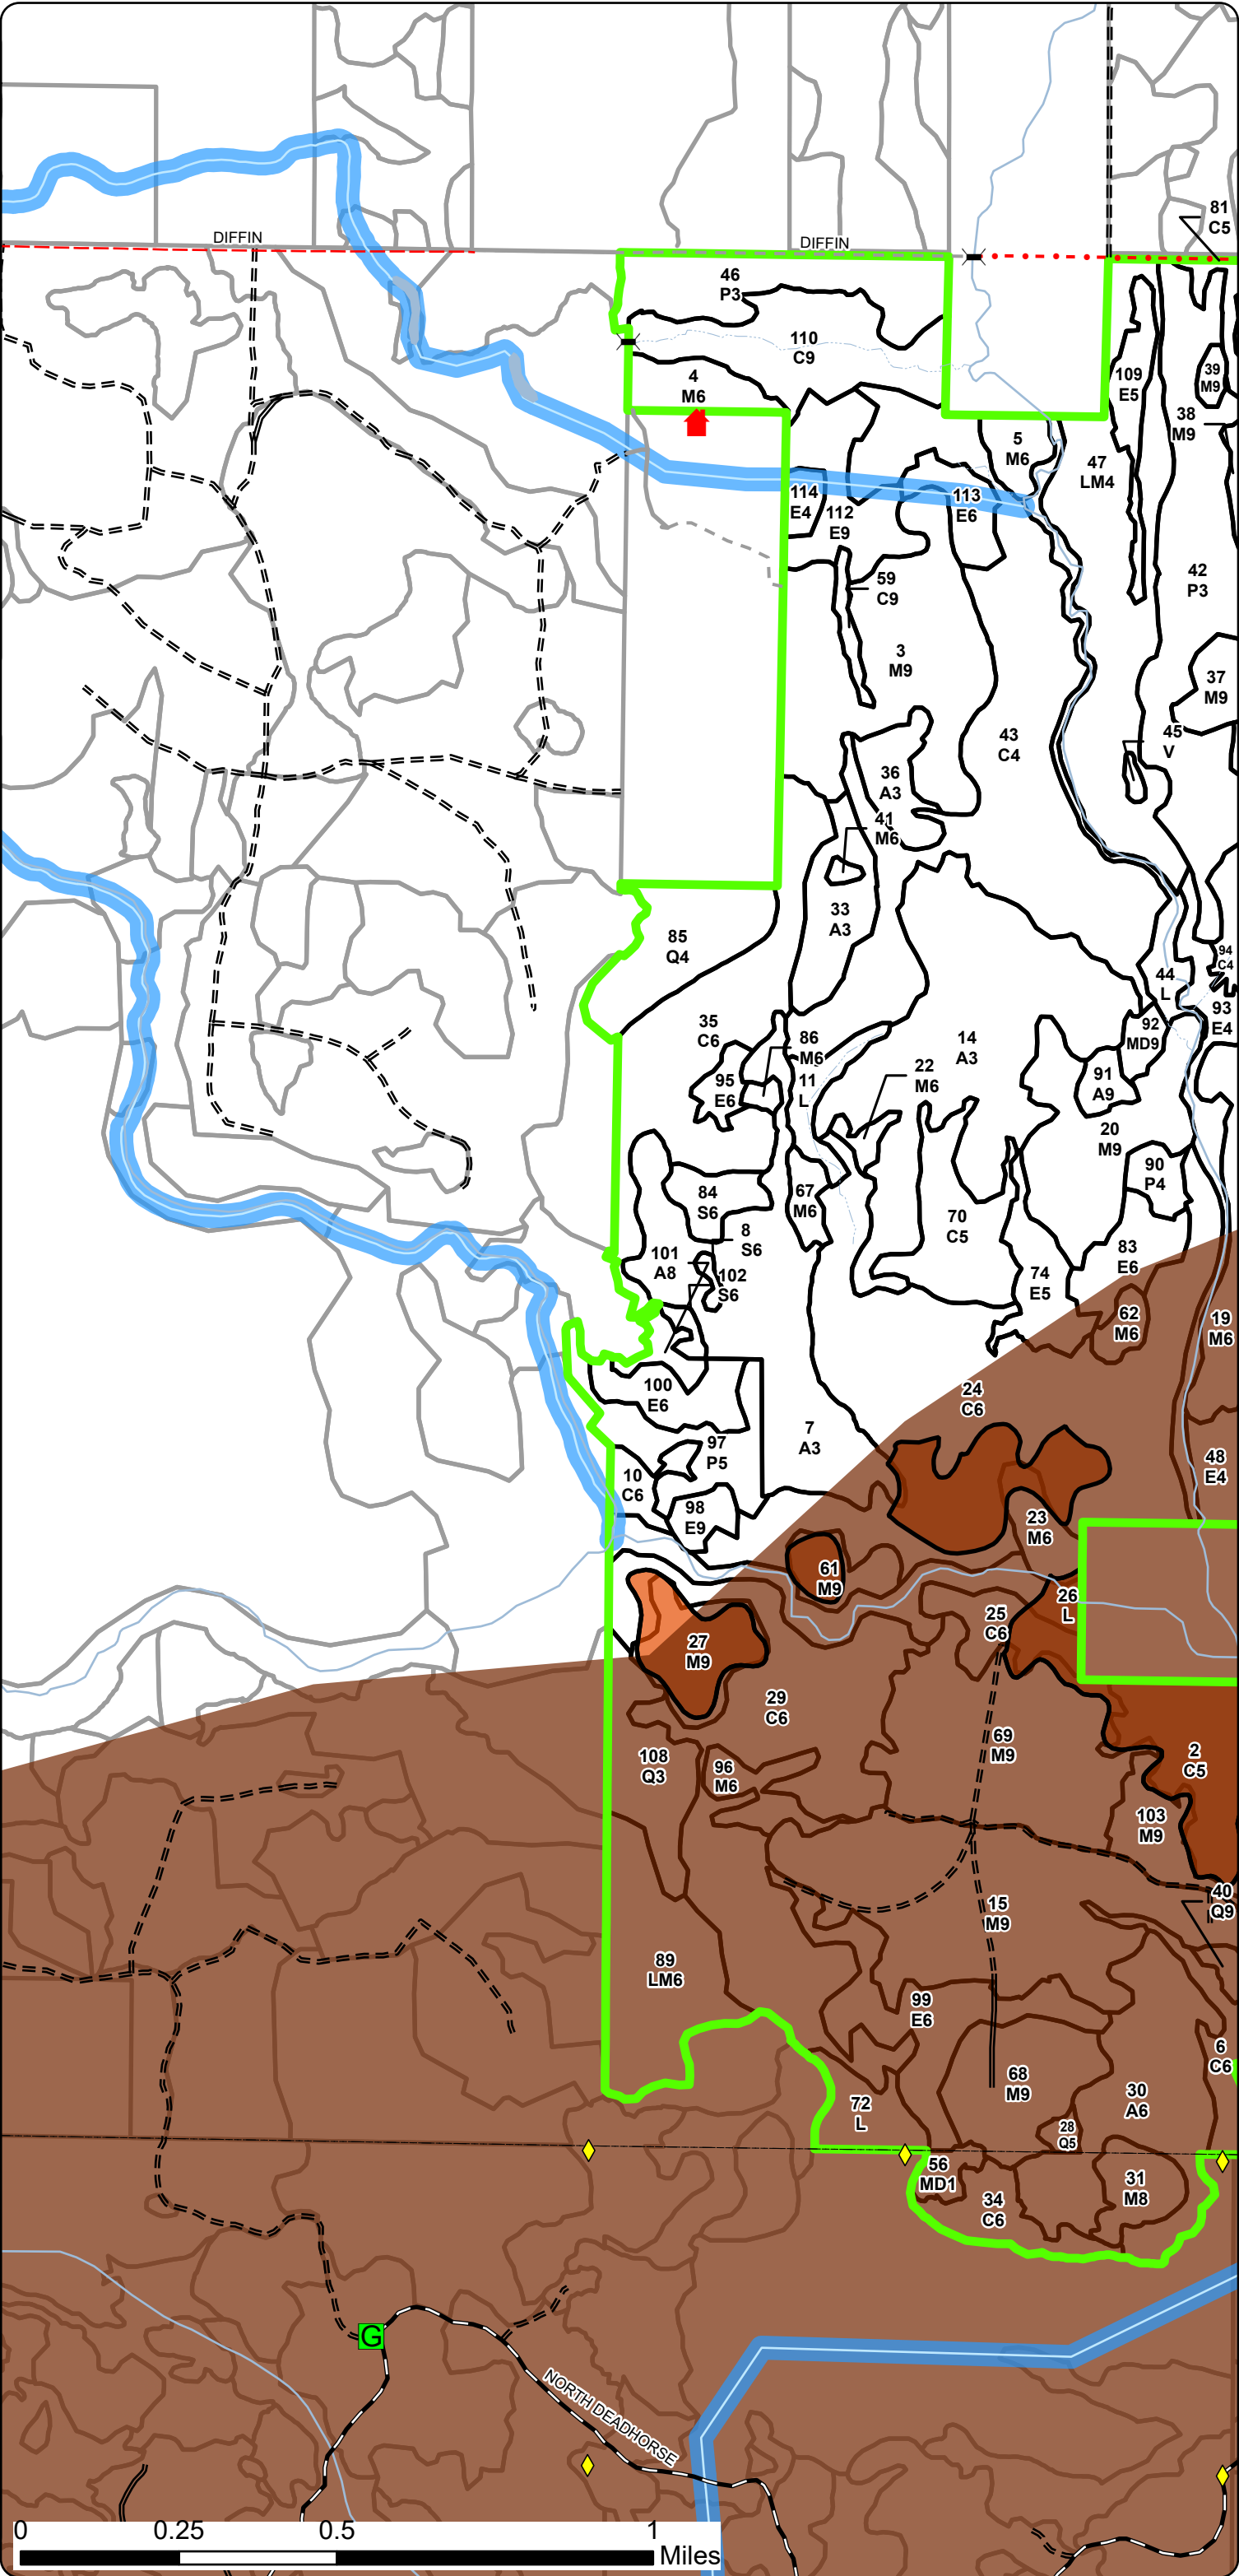 81
C5
DIFFIN
DIFFIN
46
P3
110
C9
4
M6
109
E5
39
M9
38
M9
5
M6
47
LM4
114
E4
112
E9
113
E6
59
C9
42
P3
3
M9
37
M9
43
C4
45
V
36
A3
41
M6
33
A3
85
Q4
94
C4
44
L
93
E4
35
C6
86
M6
14
A3
92
MD9
22
M6
95
E6
11
L
91
A9
20
M9
90
P4
84
S6
67
M6
70
C5
8
S6
101
A8
102
S6
83
E6
74
E5
62
M6
19
M6
100
E6
24
C6
7
A3
97
P5
10
C6
48
E4
98
E9
23
M6
61
M9
26
L
25
C6
27
M9
29
C6
69
M9
108
Q3
96
M6
2
C5
103
M9
40
Q9
15
M9
89
LM6
99
E6
6
C6
68
M9
30
A6
72
L
28
Q5
56
MD1
31
M8
34
C6
G
NORTH DEADHORSE
0 0.25 0.5 1
Miles